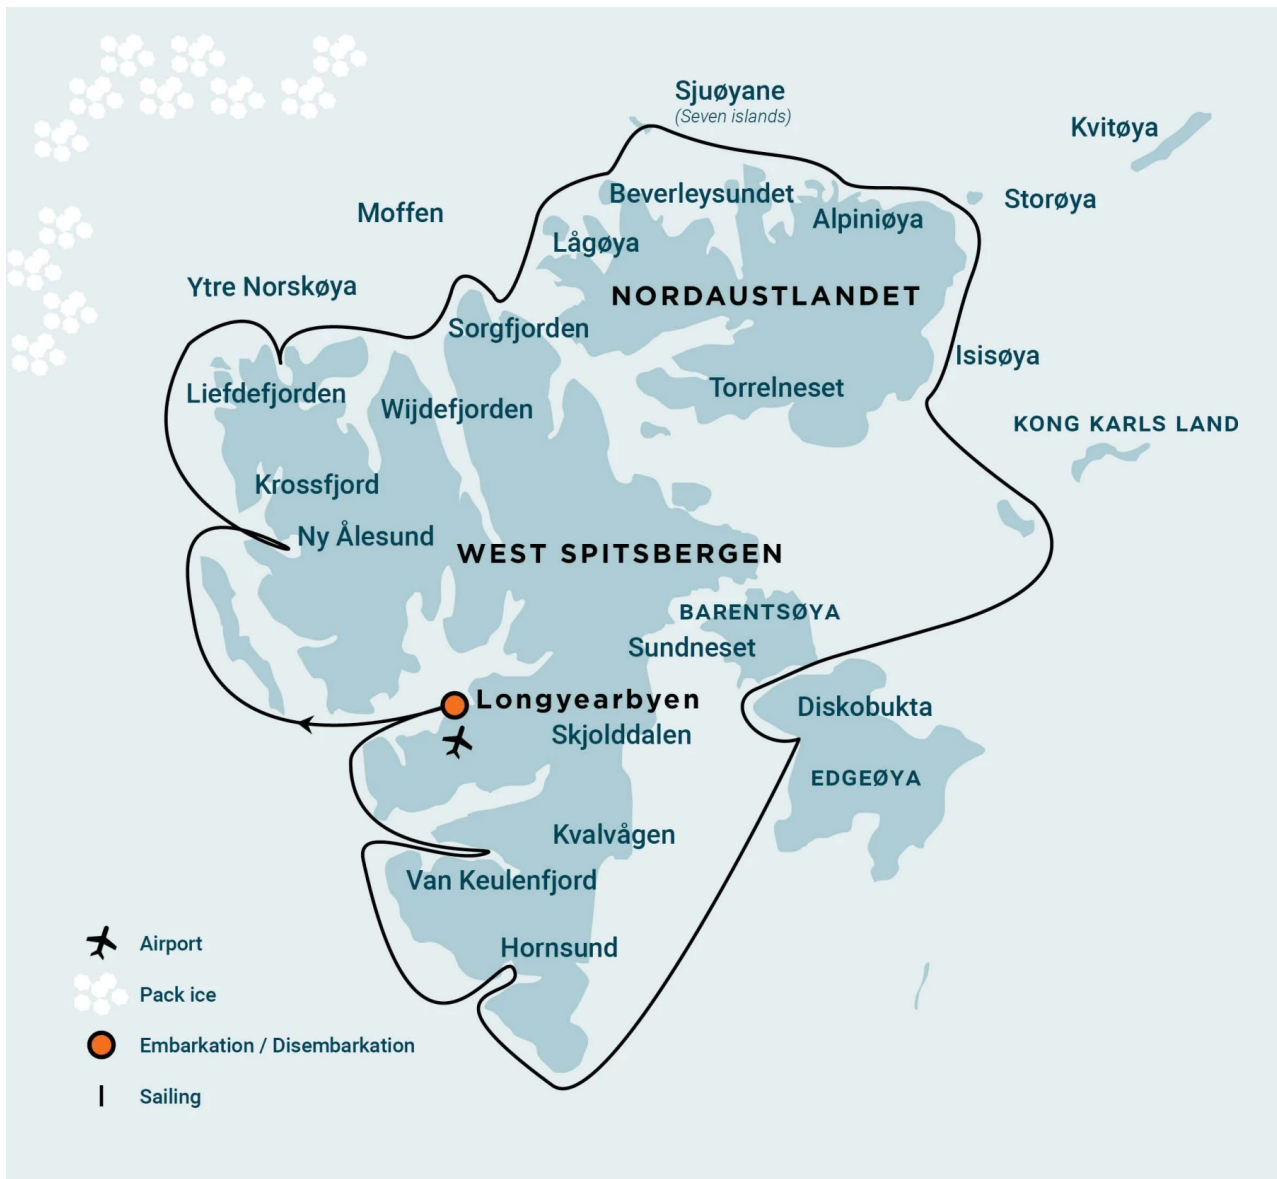 Sjuøyane
(Seven islands)
Kvitøya
Beverleysundet
Storøya
Moffen
Alpiniøya
Lågøya
Ytre Norskøya
NORDAUSTLANDET
Sorgfjorden
Isisøya
Liefdefjorden
Torrelneset
Wijdefjorden
KONG KARLS LAND
Krossfjord
Ny Ålesund
WEST SPITSBERGEN
BARENTSØYA
Sundneset
Longyearbyen
Diskobukta
Skjolddalen
EDGEØYA
Kvalvågen
Van Keulenfjord
Hornsund
Airport
Pack ice
Embarkation / Disembarkation
Sailing